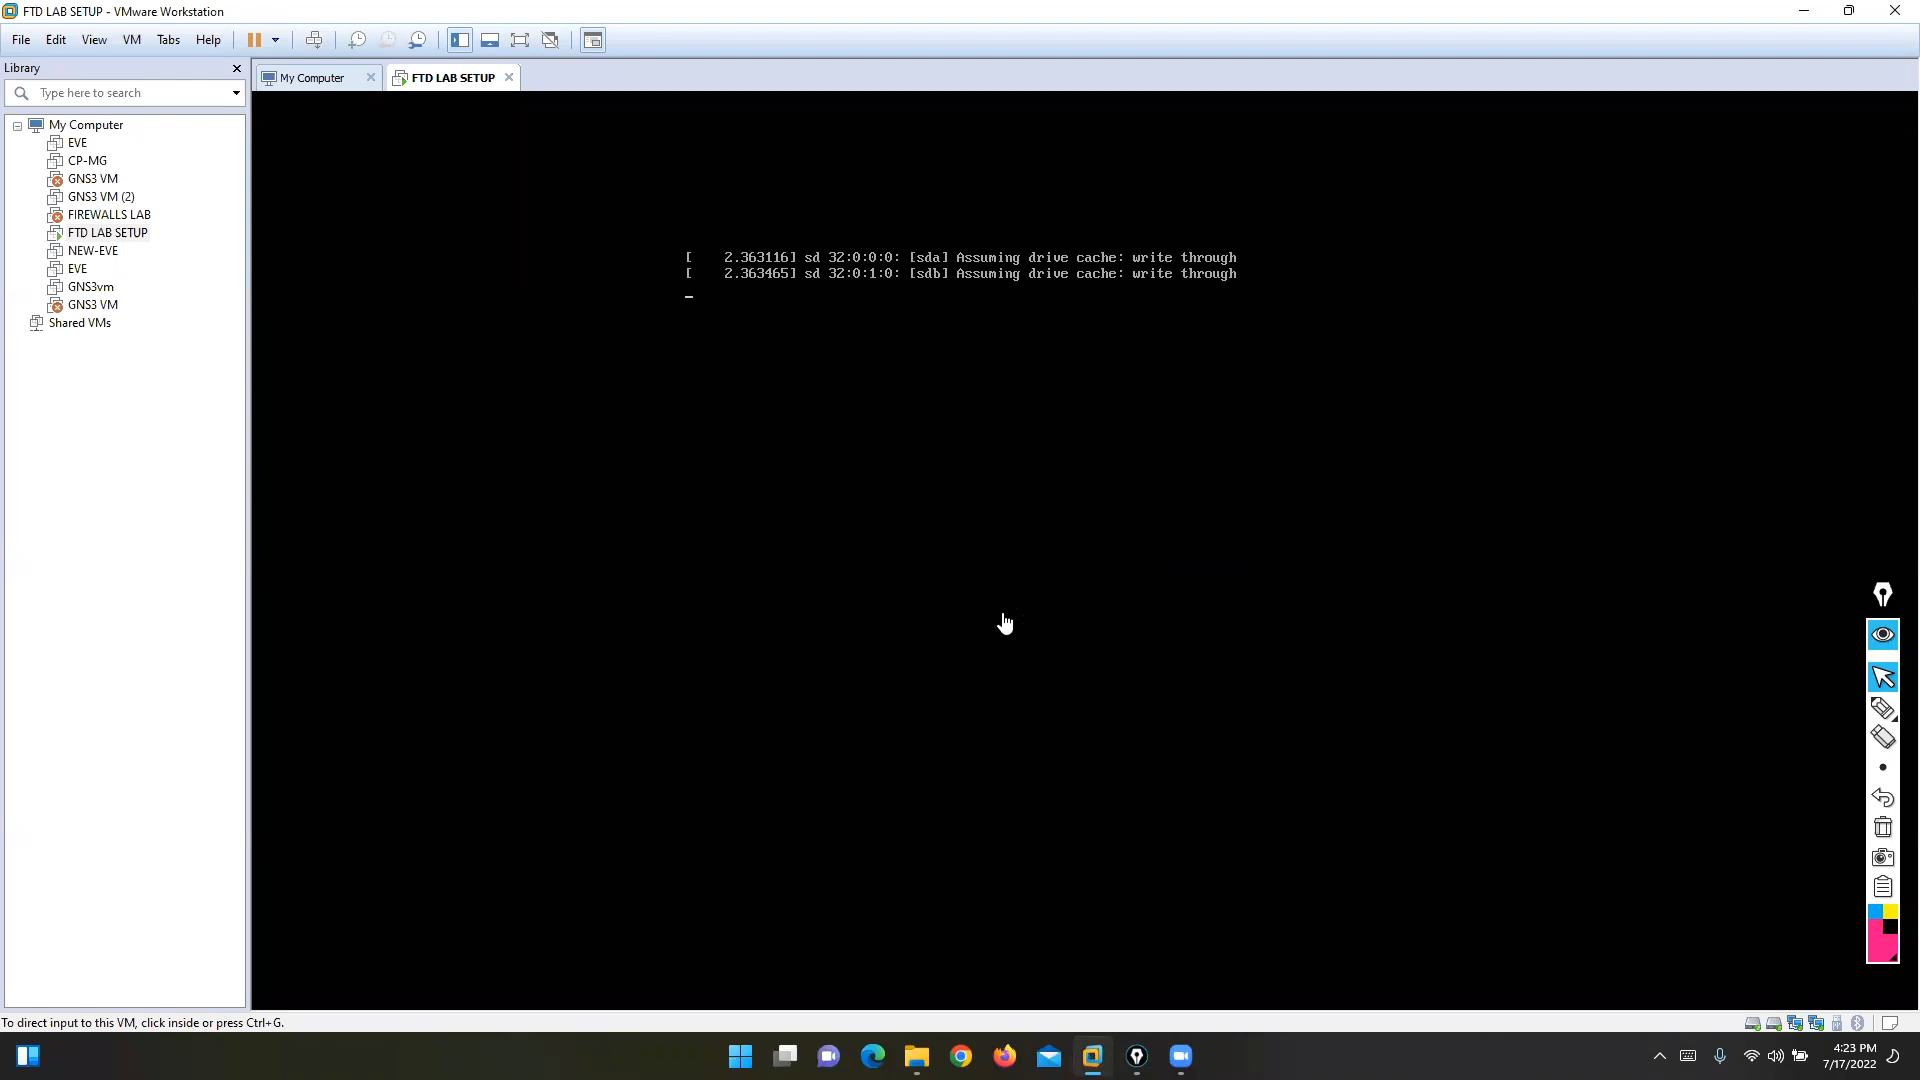 FTD LAB SETUP - VMware Workstation
File Edit View VM Tabs Help
Library
Type here to search
My Computer
EVE
CP-MG
GNS3 VM
GNS3 VM (2)
FIREWALLS LAB
FTD LAB SETUP
NEW-EVE
EVE
GNS3vm
GNS3 VM
Shared VMs
My Computer
FTD LAB SETUP
[    2.363116] sd 32:0:0:0: [sda] Assuming drive cache: write through
[    2.363465] sd 32:0:1:0: [sdb] Assuming drive cache: write through
_
To direct input to this VM, click inside or press Ctrl+G.
4:23 PM
7/17/2022